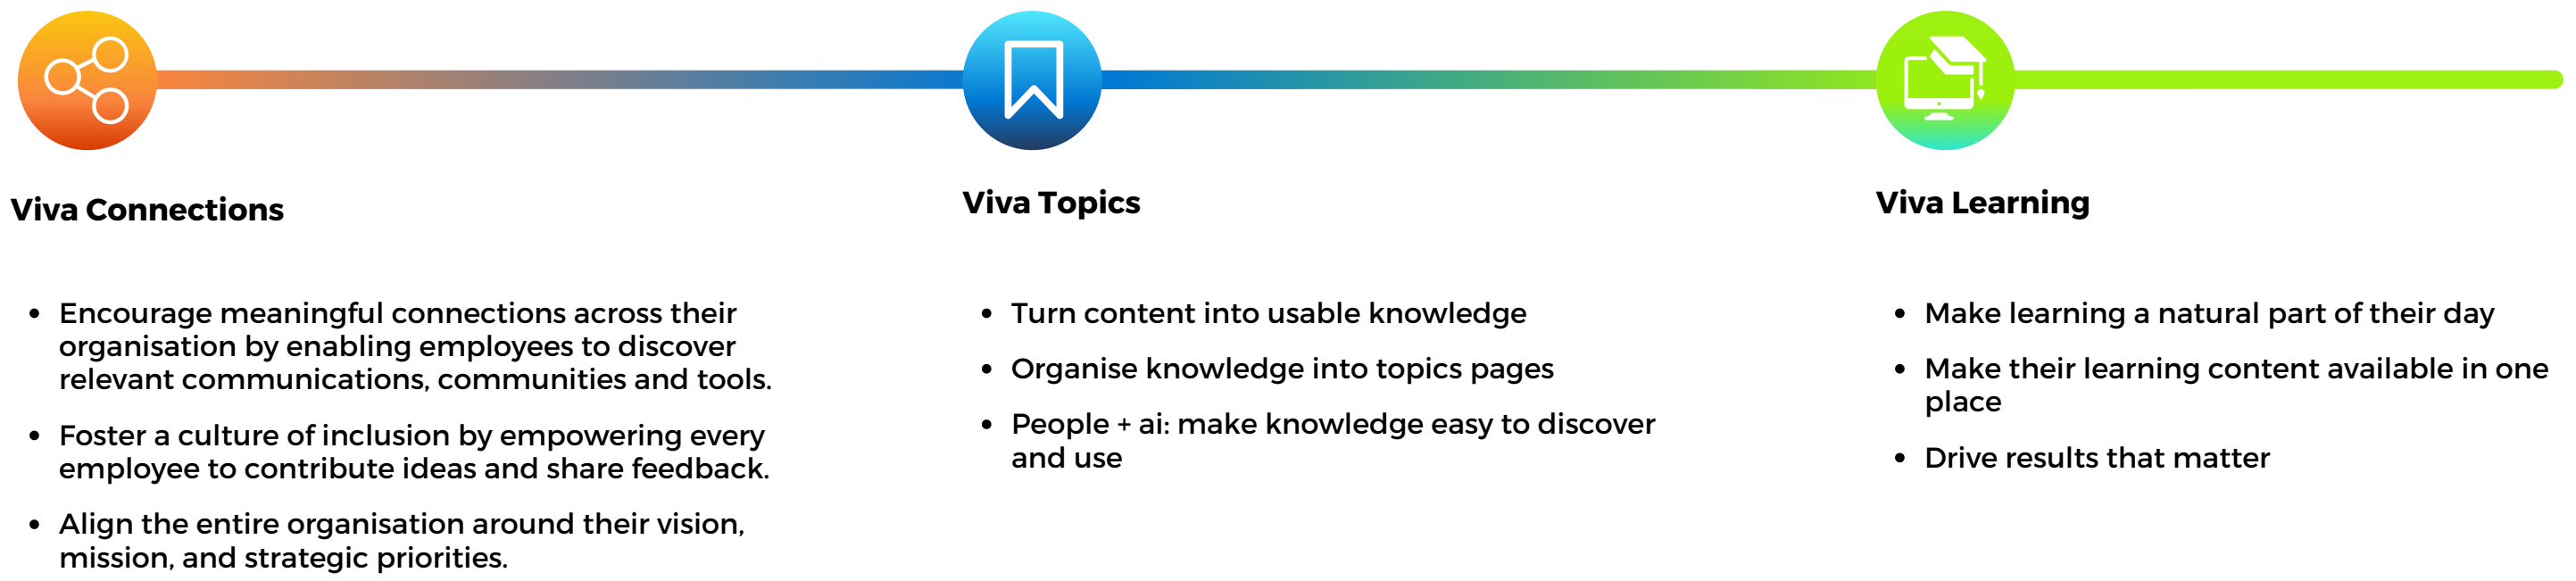 Viva Connections
• Encourage meaningful connections across their
organisation by enabling employees to discover
relevant communications, communities and tools.
• Foster a culture of inclusion by empowering every
employee to contribute ideas and share feedback.
• Align the entire organisation around their vision,
mission, and strategic priorities.
Viva Topics
• Turn content into usable knowledge
• Organise knowledge into topics pages
• People + ai: make knowledge easy to discover
and use
Viva Learning
• Make learning a natural part of their day
• Make their learning content available in one
place
• Drive results that matter